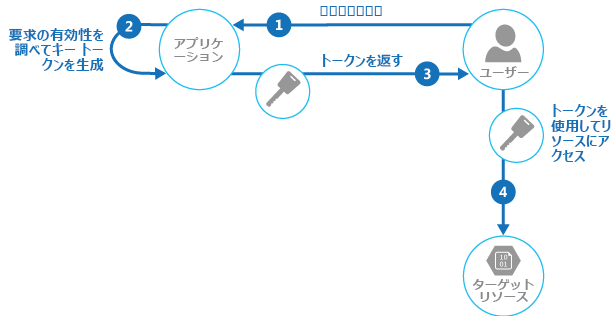 2
要求の有効性を
調べてキー トー
クンを生成
アプリケ
ーション
1
ユーザー
トークンを返す
3
トークンを
使用してリ
ソースにア
クセス
4
10
01
ターゲット
リソース